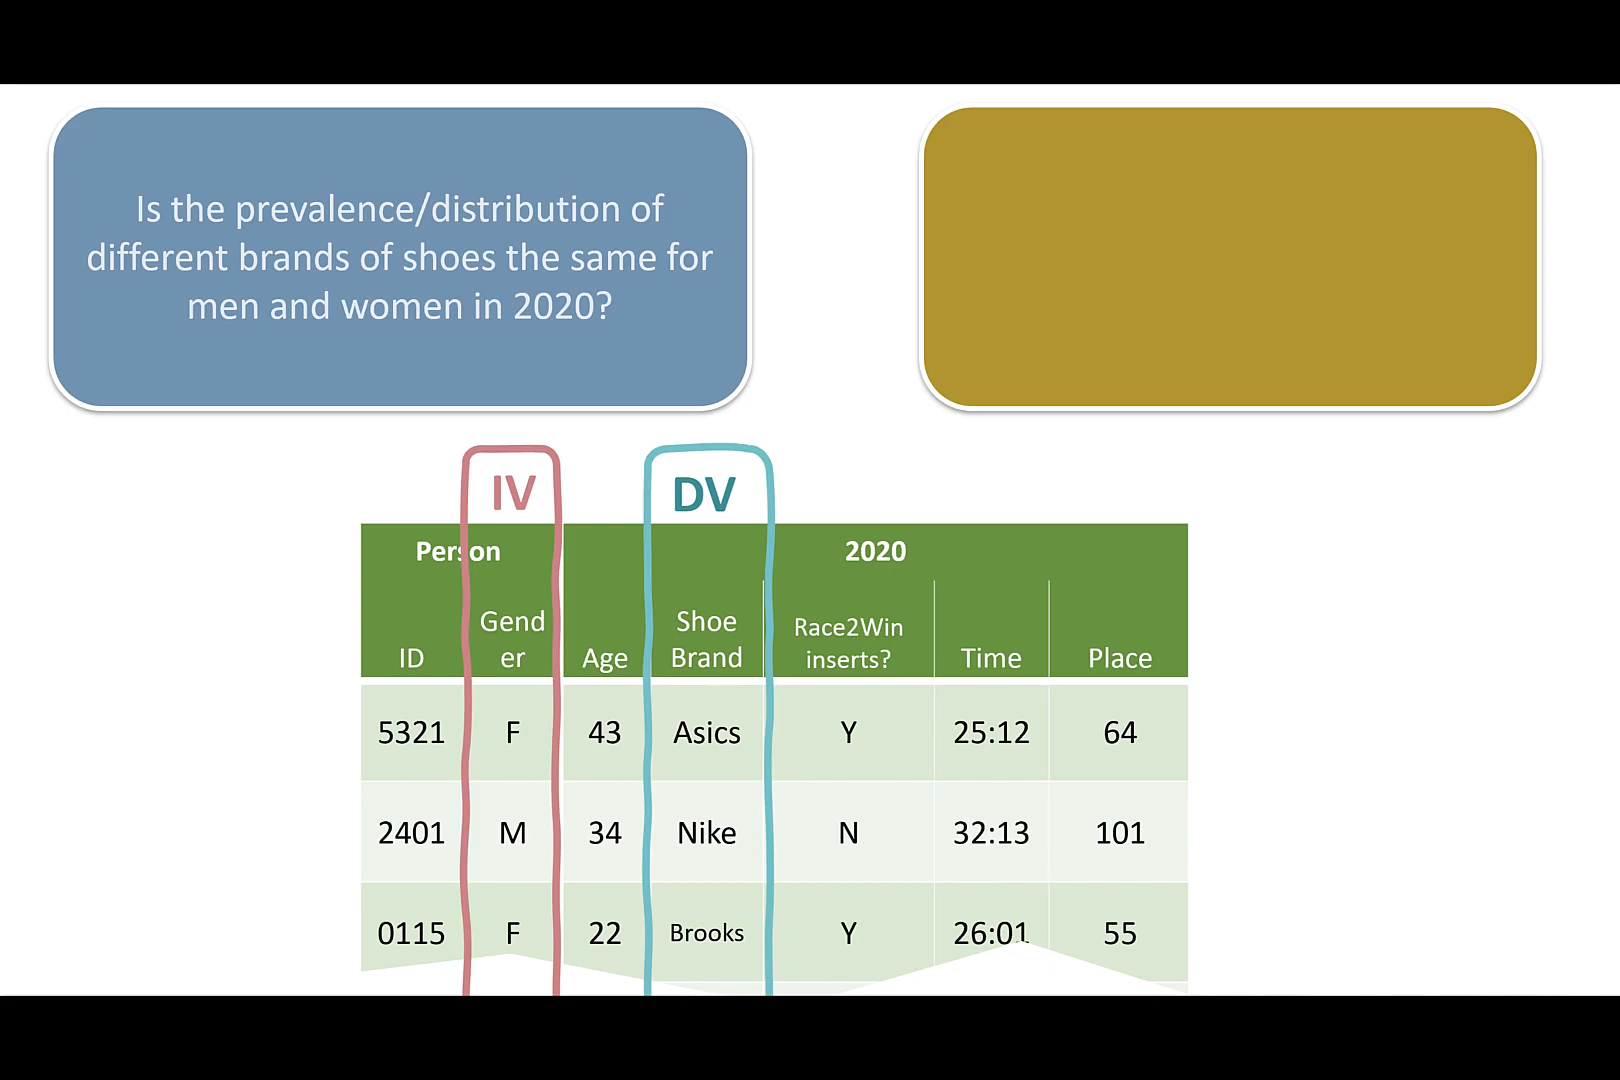 Is the prevalence/distribution of
different brands of shoes the same for
men and women in 2020?
IV DV
Person 2020
ID Gend
er Age Shoe
Brand Race2Win
inserts? Time Place
5321 F 43 Asics Y 25:12 64
2401 M 34 Nike N 32:13 101
0115 F 22 Brooks Y 26:01 55